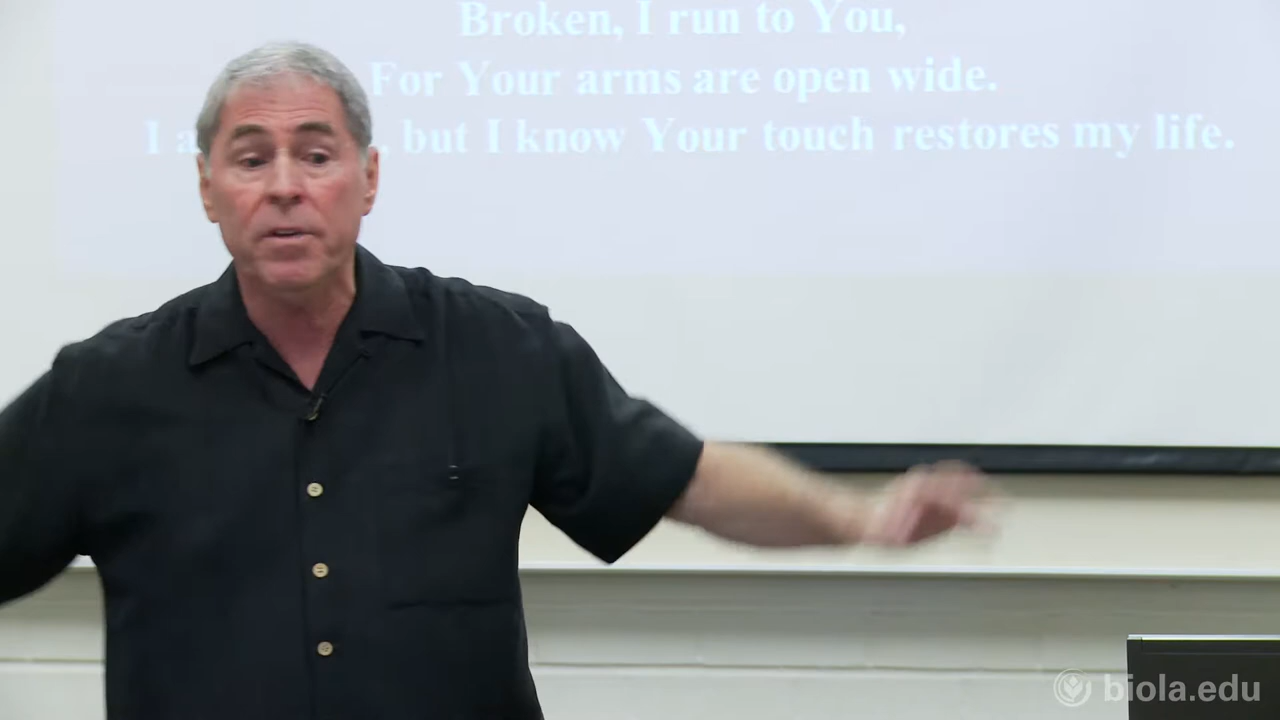 Broken, I run to You,
For Your arms are open wide.
I but I know Your touch restores my life.
biola.edu